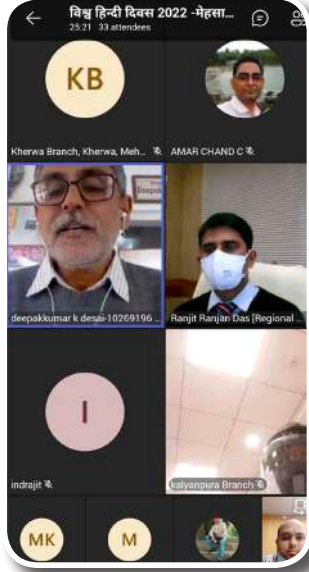 विश्व हिन्दी दिवस 2022 -मेहसा...
25:21 33 attendees
KB
Kherwa Branch, Kherwa, Meh...
AMAR CHAND C
deepakkumar k desai-10269196 ...
Ranjit Ranjan Das [Regional ...
I
indrajit
kalyanpura Branch
MK
M